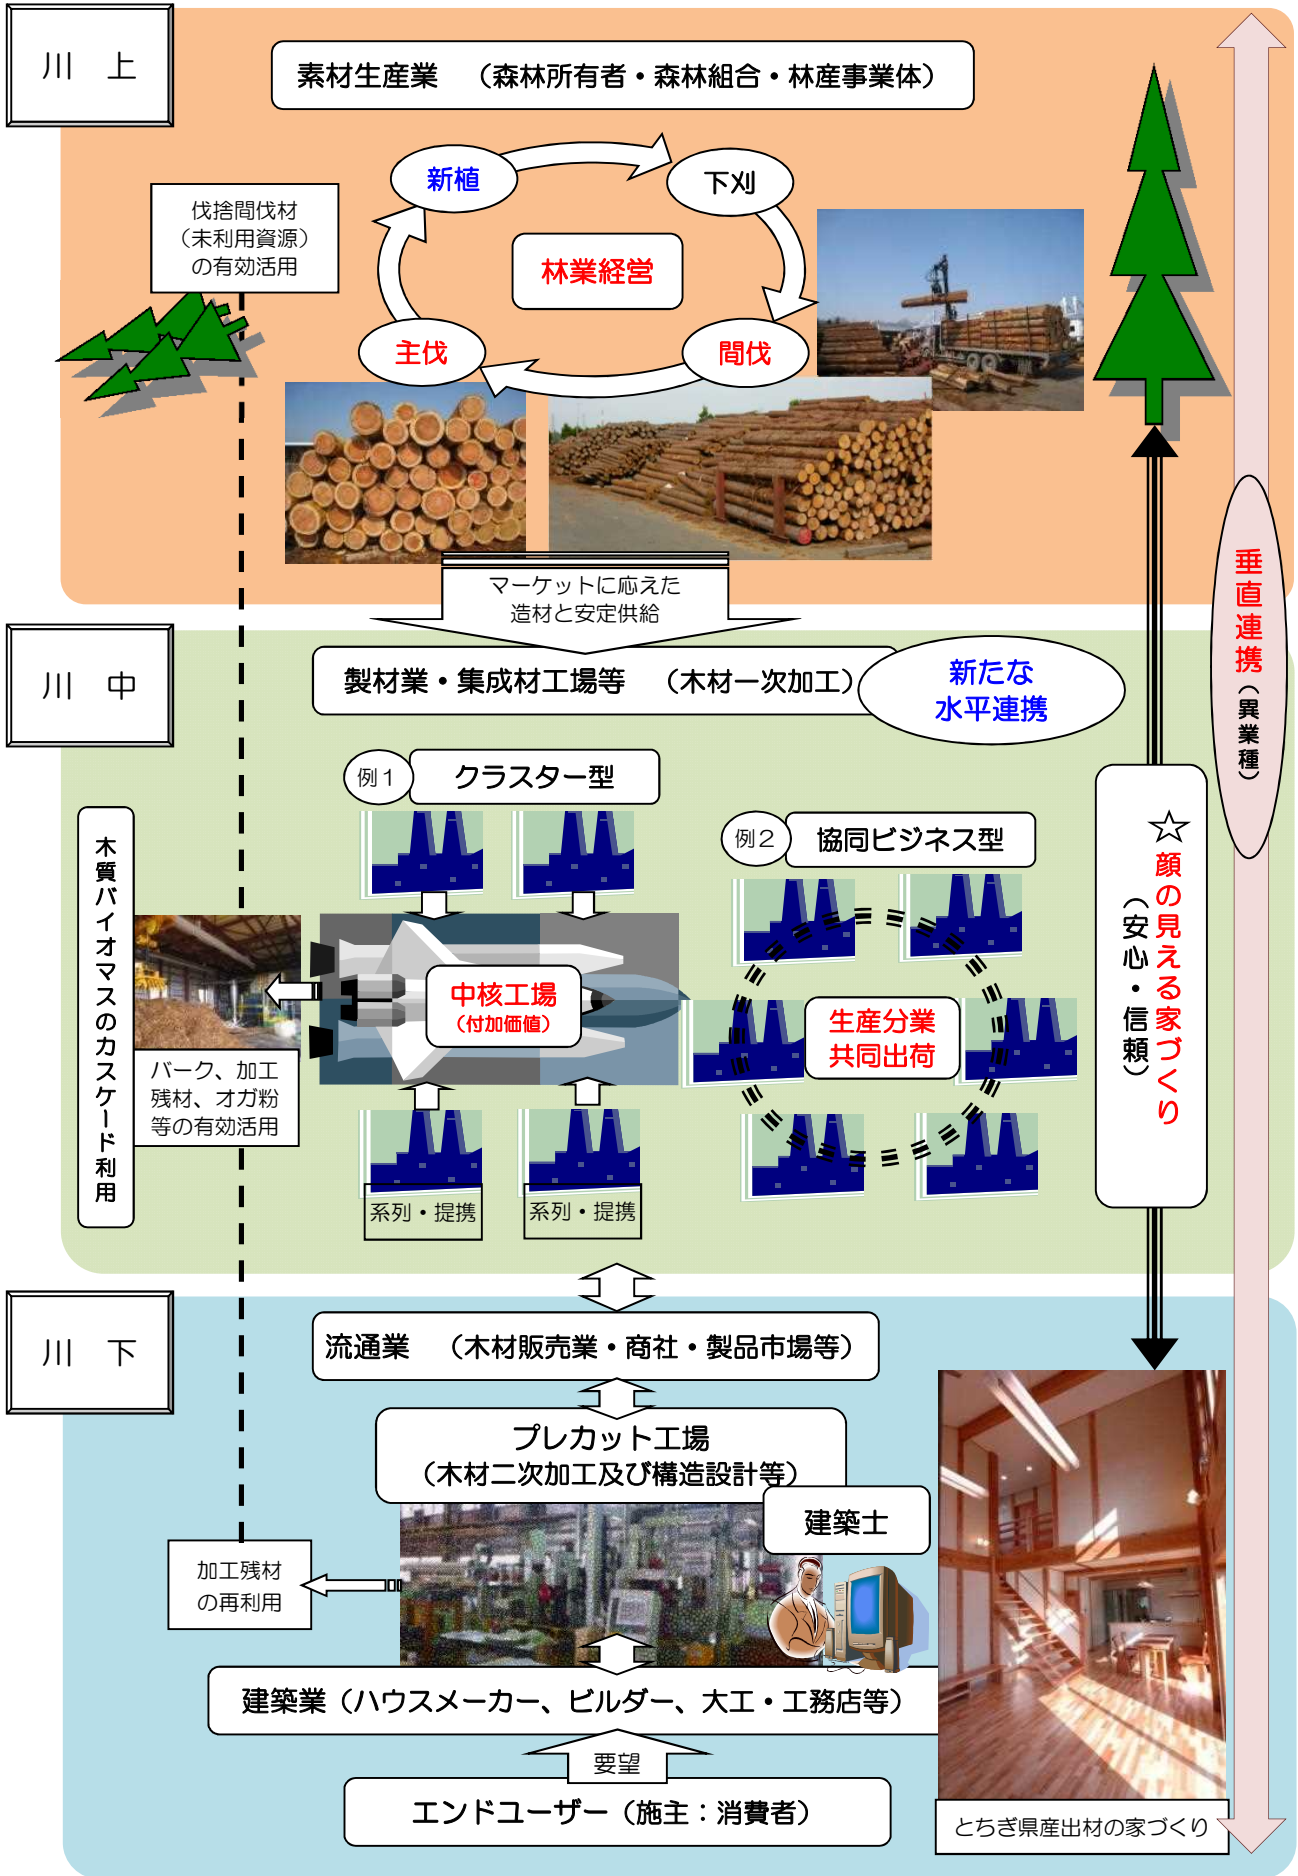 川 上
素材生産業 （森林所有者・森林組合・林産事業体）
新植
下刈
伐捨間伐材
（未利用資源）
の有効活用
林業経営
主伐
間伐
マーケットに応えた
造材と安定供給
垂直連携（異業種）
川 中
製材業・集成材工場等 （木材一次加工）
新たな
水平連携
例１
クラスター型
例２
協同ビジネス型
木質バイオマスのカスケード利用
☆顔の見える家づくり
（安心・信頼）
中核工場
（付加価値）
生産分業
共同出荷
バーク、加工
残材、オガ粉
等の有効活用
系列・提携
系列・提携
川 下
流通業 （木材販売業・商社・製品市場等）
プレカット工場
（木材二次加工及び構造設計等）
建築士
加工残材
の再利用
建築業（ハウスメーカー、ビルダー、大工・工務店等）
要望
エンドユーザー（施主：消費者）
とちぎ県産出材の家づくり